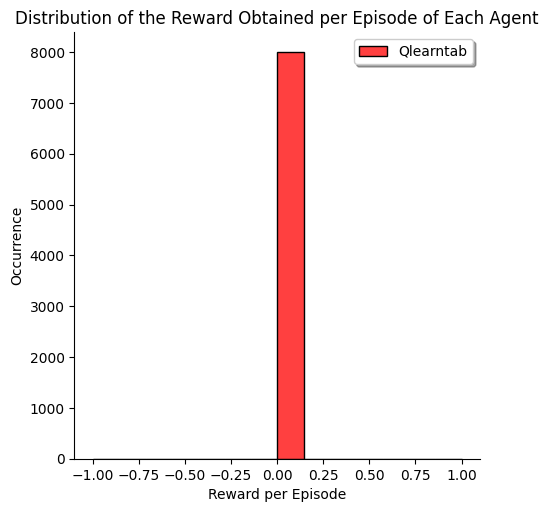 Distribution of the Reward Obtained per Episode of Each Agent
Qlearntab
8000
7000
6000
5000
4000
3000
2000
1000
0
Occurrence
−1.00 −0.75 −0.50 −0.25 0.00 0.25 0.50 0.75 1.00
Reward per Episode